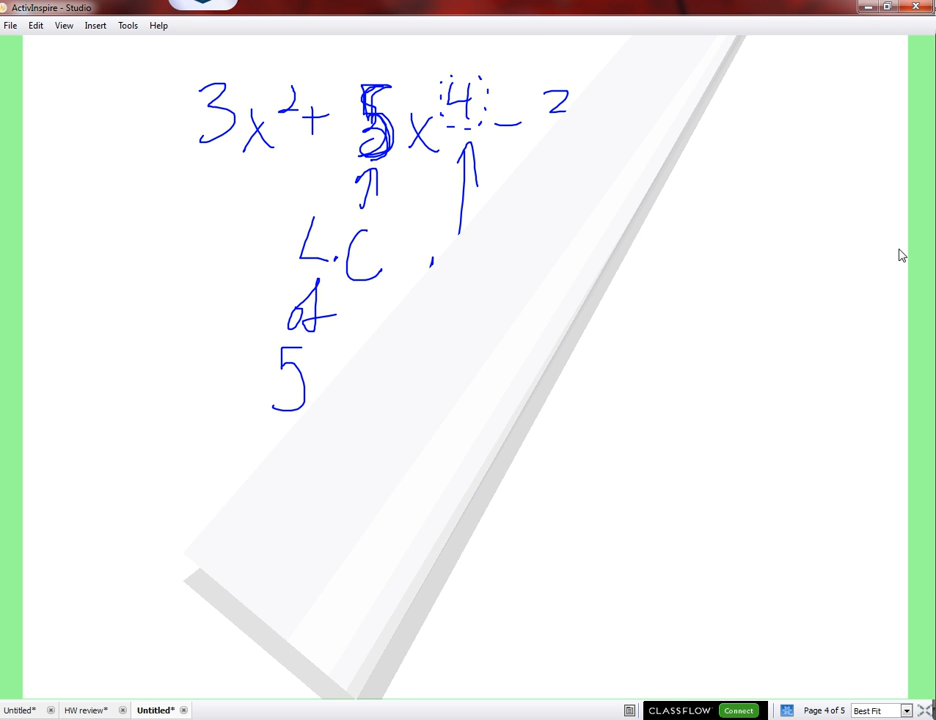 ActivInspire - Studio
File Edit View Insert Tools Help
3x² + 5x⁴ - 2
L.C.
of
5
Untitled* HW review* Untitled* CLASSFLOW Connect Page 4 of 5 Best Fit